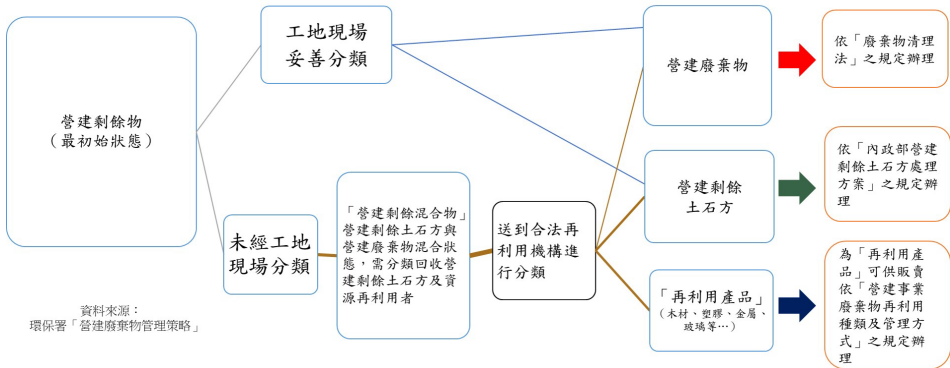 營建剩餘物
(最初始狀態)
工地現場
妥善分類
未經工地
現場分類
「營建剩餘混合物」
營建剩餘土石方與
營建廢棄物混合狀
態，需分類回收營
建剩餘土石方及資
源再利用者
送到合法再
利用機構進
行分類
營建廢棄物
營建剩餘
土石方
「再利用產品」
(木材、塑膠、金屬、
玻璃等…)
依「廢棄物清理
法」之規定辦理
依「內政部營建
剩餘土石方處理
方案」之規定辦
理
為「再利用產
品」可供販賣
依「營建事業
廢棄物再利用
種類及管理方
式」之規定辦
理
資料來源：
環保署「營建廢棄物管理策略」